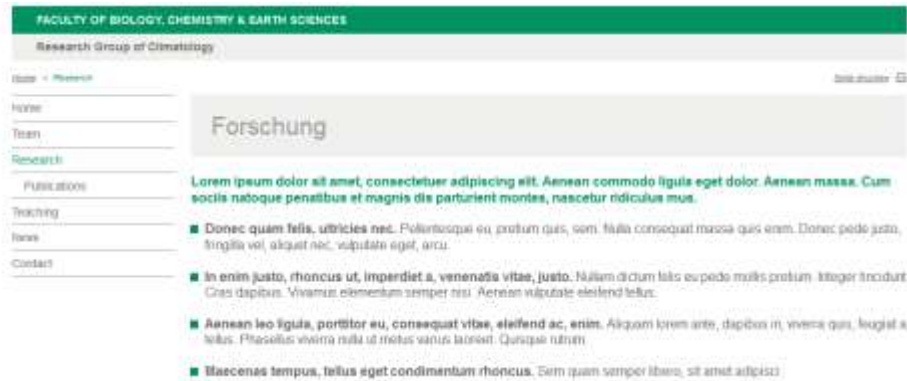 FACULTY OF BIOLOGY, CHEMISTRY & EARTH SCIENCES
Research Group of Climatology
Home > Research
Seite drucken
Home
Team
Research
Publications
Teaching
News
Contact
Forschung
Lorem ipsum dolor sit amet, consectetuer adipiscing elit. Aenean commodo ligula eget dolor. Aenean massa. Cum
sociis natoque penatibus et magnis dis parturient montes, nascetur ridiculus mus.
Donec quam felis, ultricies nec. Pellentesque eu, pretium quis, sem. Nulla consequat massa quis enim. Donec pede justo,
fringilla vel, aliquet nec, vulputate eget, arcu.
In enim justo, rhoncus ut, imperdiet a, venenatis vitae, justo. Nullam dictum felis eu pede mollis pretium. Integer tincidunt
Cras dapibus. Vivamus elementum semper nisi. Aenean vulputate eleifend tellus.
Aenean leo ligula, porttitor eu, consequat vitae, eleifend ac, enim. Aliquam lorem ante, dapibus in, viverra quis, feugiat a
tellus. Phasellus viverra nulla ut metus varius laoreet. Quisque rutrum.
Maecenas tempus, tellus eget condimentum rhoncus. Sem quam semper libero, sit amet adipisci